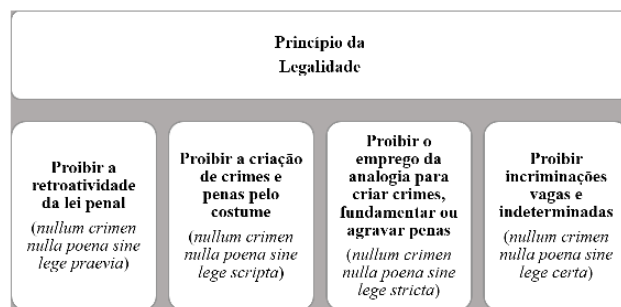 Princípio da
Legalidade
Proibir a
retroatividade
da lei penal
(nullum crimen
nulla poena sine
lege praevia)
Proibir a criação
de crimes e
penas pelo
costume
(nullum crimen
nulla poena sine
lege scripta)
Proibir o
emprego da
analogia para
criar crimes,
fundamentar ou
agravar penas
(nullum crimen
nulla poena sine
lege stricta)
Proibir
incriminações
vagas e
indeterminadas
(nullum crimen
nulla poena sine
lege certa)